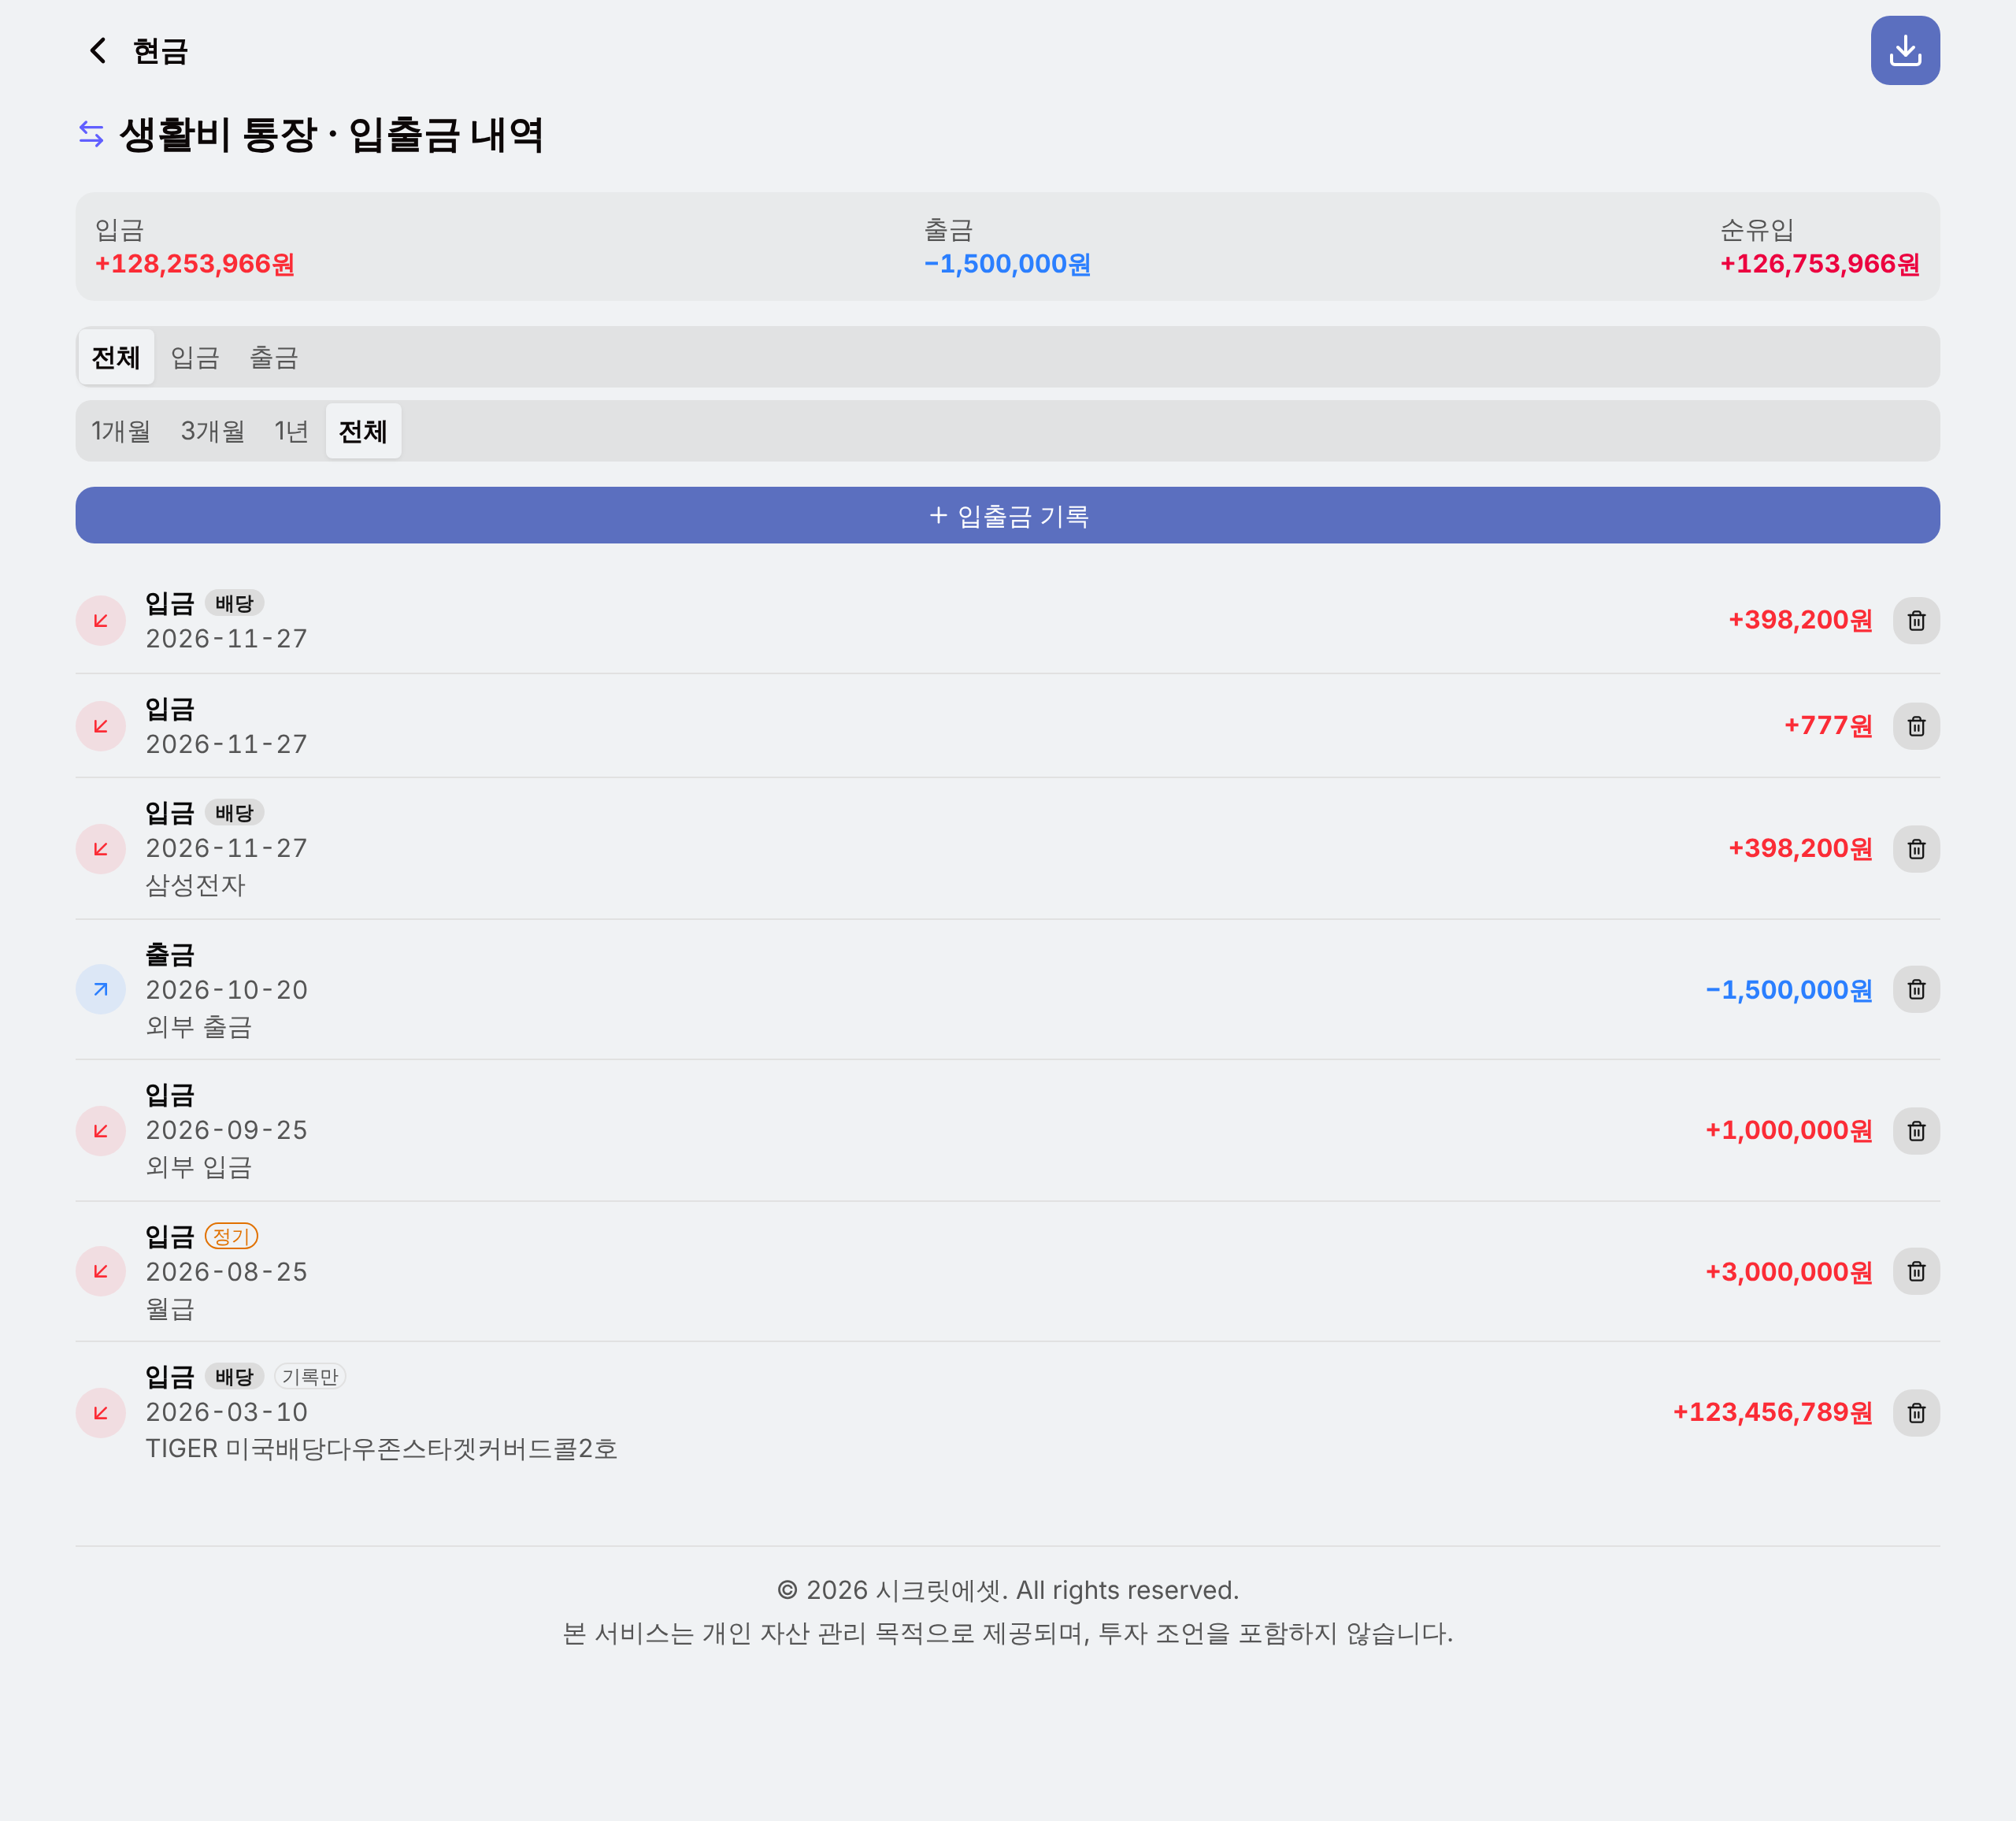 현금
생활비 통장 · 입출금 내역
입금 출금 순유입
+128,253,966원 −1,500,000원 +126,753,966원
전체 입금 출금
1개월 3개월 1년 전체
+ 입출금 기록
입금 배당
2026-11-27
+398,200원
입금
2026-11-27
+777원
입금 배당
2026-11-27
삼성전자
+398,200원
출금
2026-10-20
외부 출금
−1,500,000원
입금
2026-09-25
외부 입금
+1,000,000원
입금 정기
2026-08-25
월급
+3,000,000원
입금 배당 기록만
2026-03-10
TIGER 미국배당다우존스타겟커버드콜2호
+123,456,789원
© 2026 시크릿에셋. All rights reserved.
본 서비스는 개인 자산 관리 목적으로 제공되며, 투자 조언을 포함하지 않습니다.